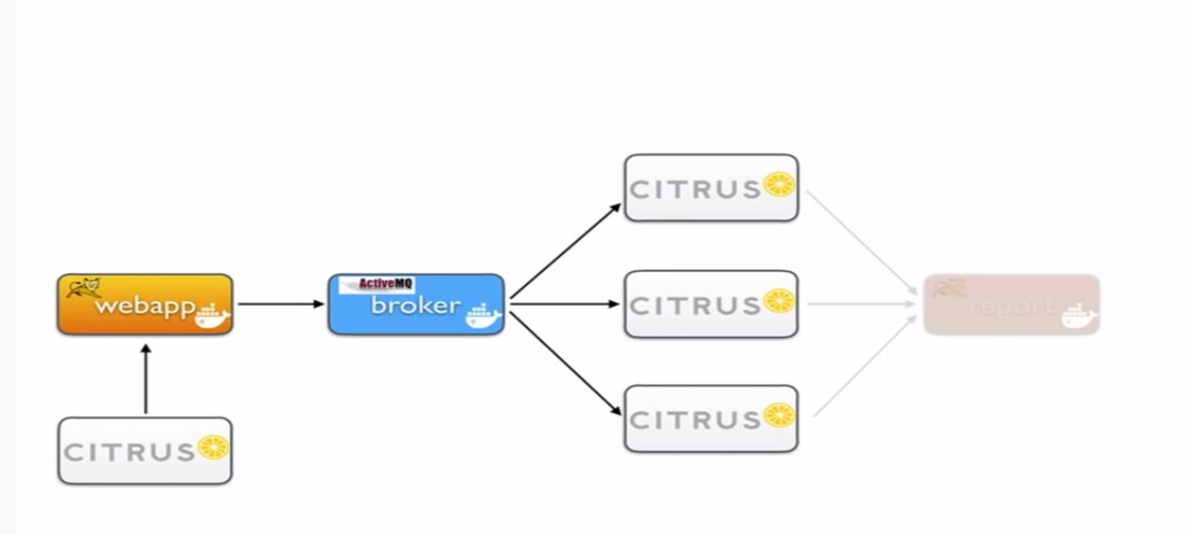 CITRUS
ActiveMQ
webapp
broker
CITRUS
report
CITRUS
CITRUS